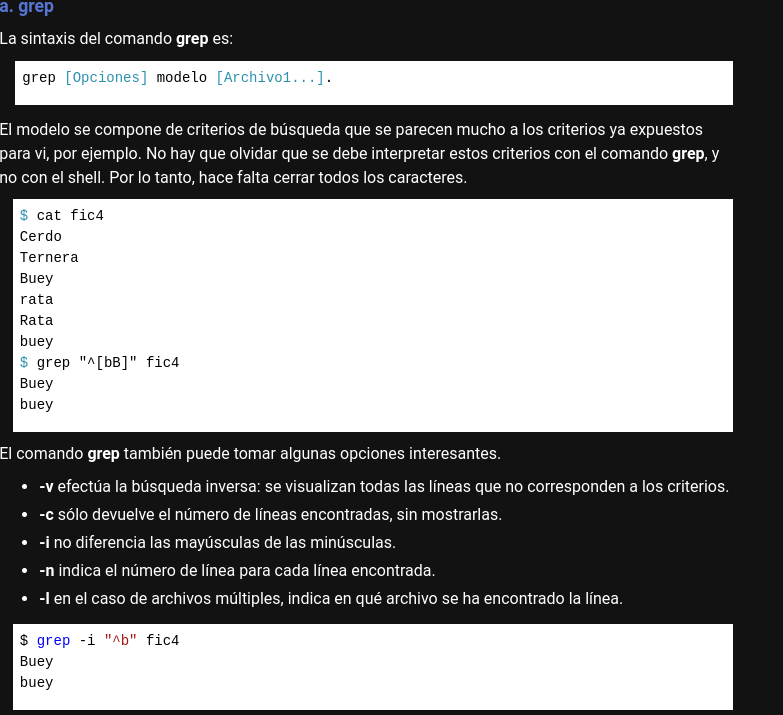 a. grep
La sintaxis del comando grep es:
grep [Opciones] modelo [Archivo1...].
El modelo se compone de criterios de búsqueda que se parecen mucho a los criterios ya expuestos
para vi, por ejemplo. No hay que olvidar que se debe interpretar estos criterios con el comando grep, y
no con el shell. Por lo tanto, hace falta cerrar todos los caracteres.
$ cat fic4
Cerdo
Ternera
Buey
rata
Rata
buey
$ grep "^[bB]" fic4
Buey
buey
El comando grep también puede tomar algunas opciones interesantes.
• -v efectúa la búsqueda inversa: se visualizan todas las líneas que no corresponden a los criterios.
• -c sólo devuelve el número de líneas encontradas, sin mostrarlas.
• -i no diferencia las mayúsculas de las minúsculas.
• -n indica el número de línea para cada línea encontrada.
• -l en el caso de archivos múltiples, indica en qué archivo se ha encontrado la línea.
$ grep -i "^b" fic4
Buey
buey